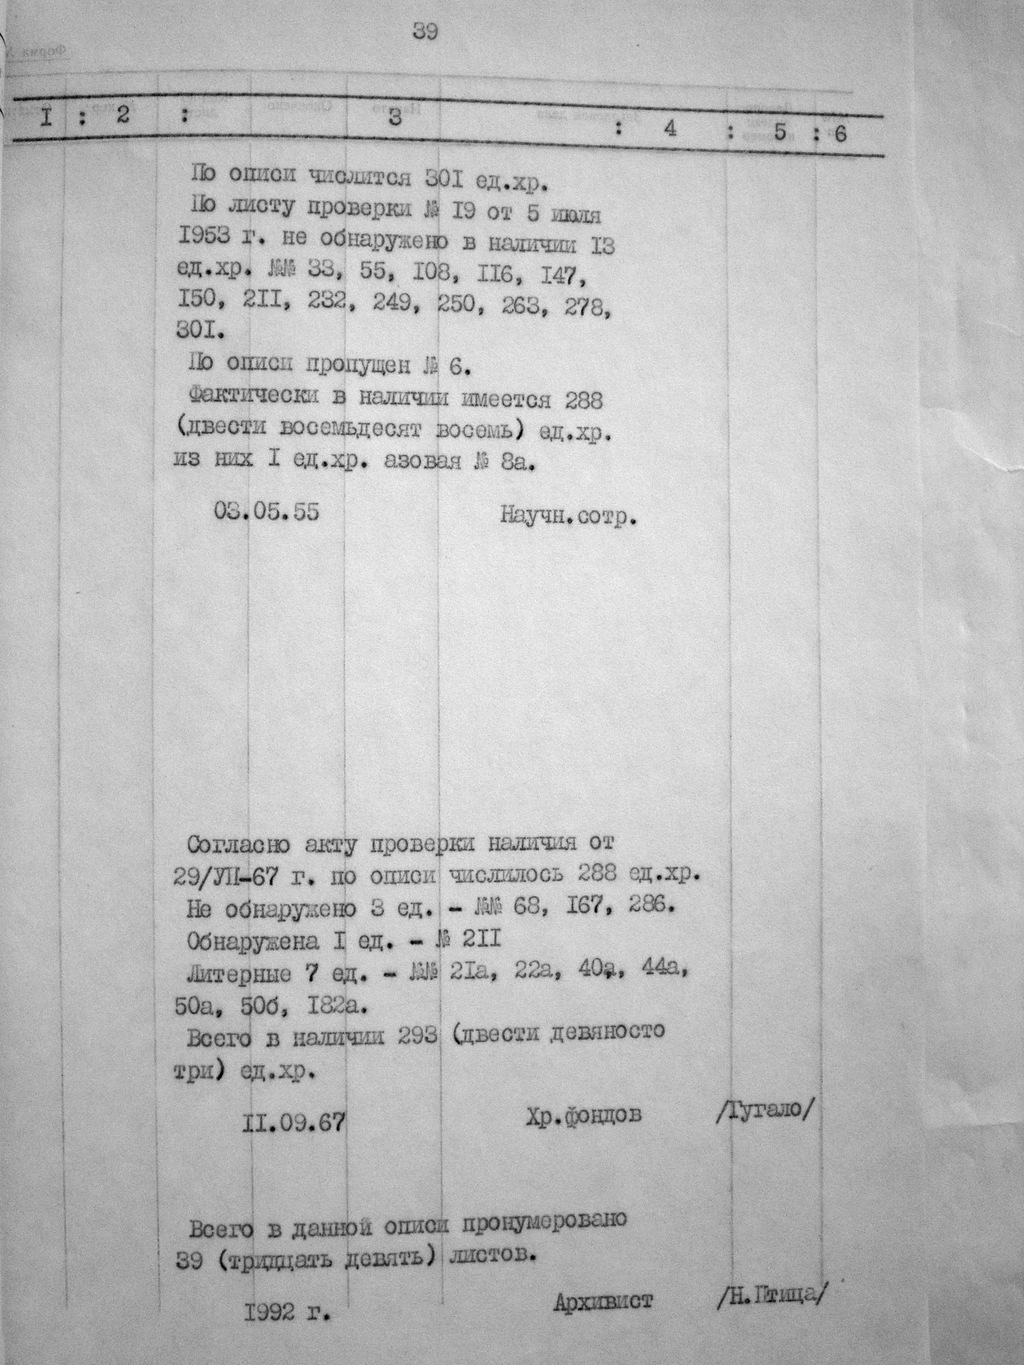 39
I : 2 : 3 : 4 : 5 : 6
По описи числится 30I ед.хр.
По листу проверки № I9 от 5 июля
I953 г. не обнаружено в наличии I3
ед.хр. №№ 33, 55, I08, II6, I47,
I50, 2II, 232, 249, 250, 263, 278,
30I.
По описи пропущен № 6.
Фактически в наличии имеется 288
(двести восемьдесят восемь) ед.хр.
из них I ед.хр. азовая № 8а.
03.05.55 Научн.сотр.
Согласно акту проверки наличия от
29/УП-67 г. по описи числилось 288 ед.хр.
Не обнаружено 3 ед. - №№ 68, I67, 286.
Обнаружена I ед. - № 2II
Литерные 7 ед. - №№ 2Iа, 22а, 40а, 44а,
50а, 50б, I82а.
Всего в наличии 293 (двести девяносто
три) ед.хр.
II.09.67 Хр.фондов /Тугало/
Всего в данной описи пронумеровано
39 (тридцать девять) листов.
I992 г. Архивист /Н.Птица/